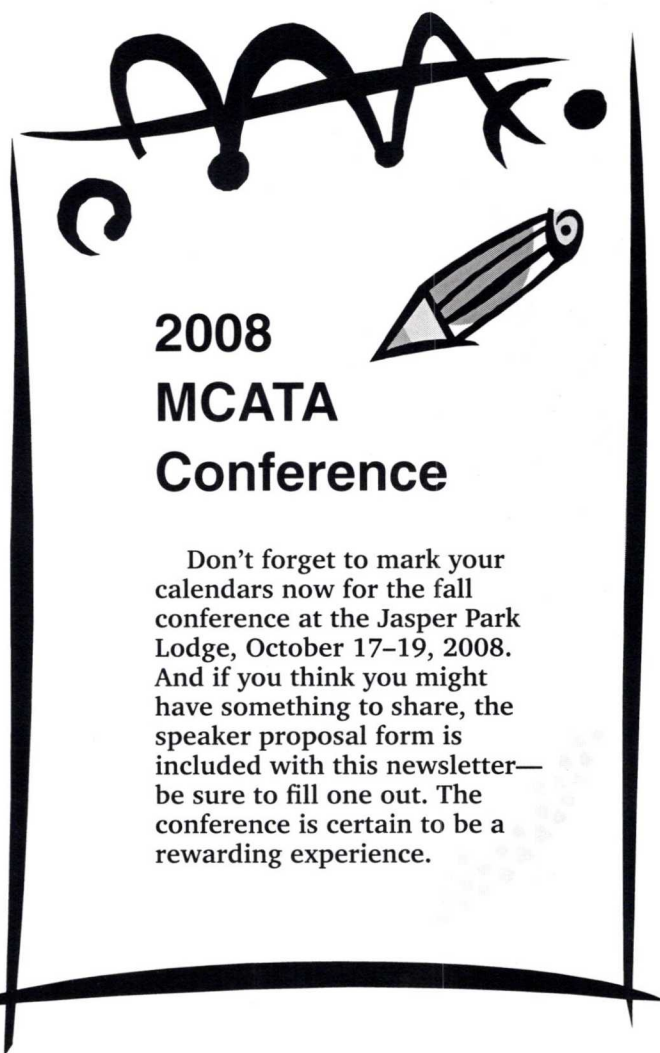 2008
MCATA
Conference
Don't forget to mark your
calendars now for the fall
conference at the Jasper Park
Lodge, October 17–19, 2008.
And if you think you might
have something to share, the
speaker proposal form is
included with this newsletter—
be sure to fill one out. The
conference is certain to be a
rewarding experience.